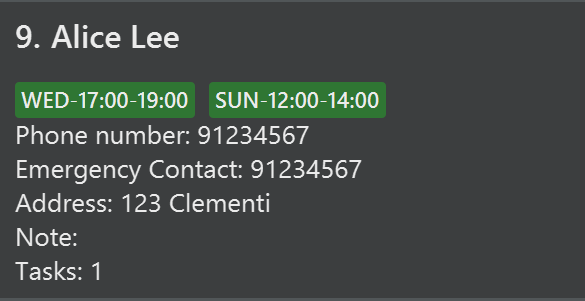 9. Alice Lee
WED-17:00-19:00 SUN-12:00-14:00
Phone number: 91234567
Emergency Contact: 91234567
Address: 123 Clementi
Note:
Tasks: 1